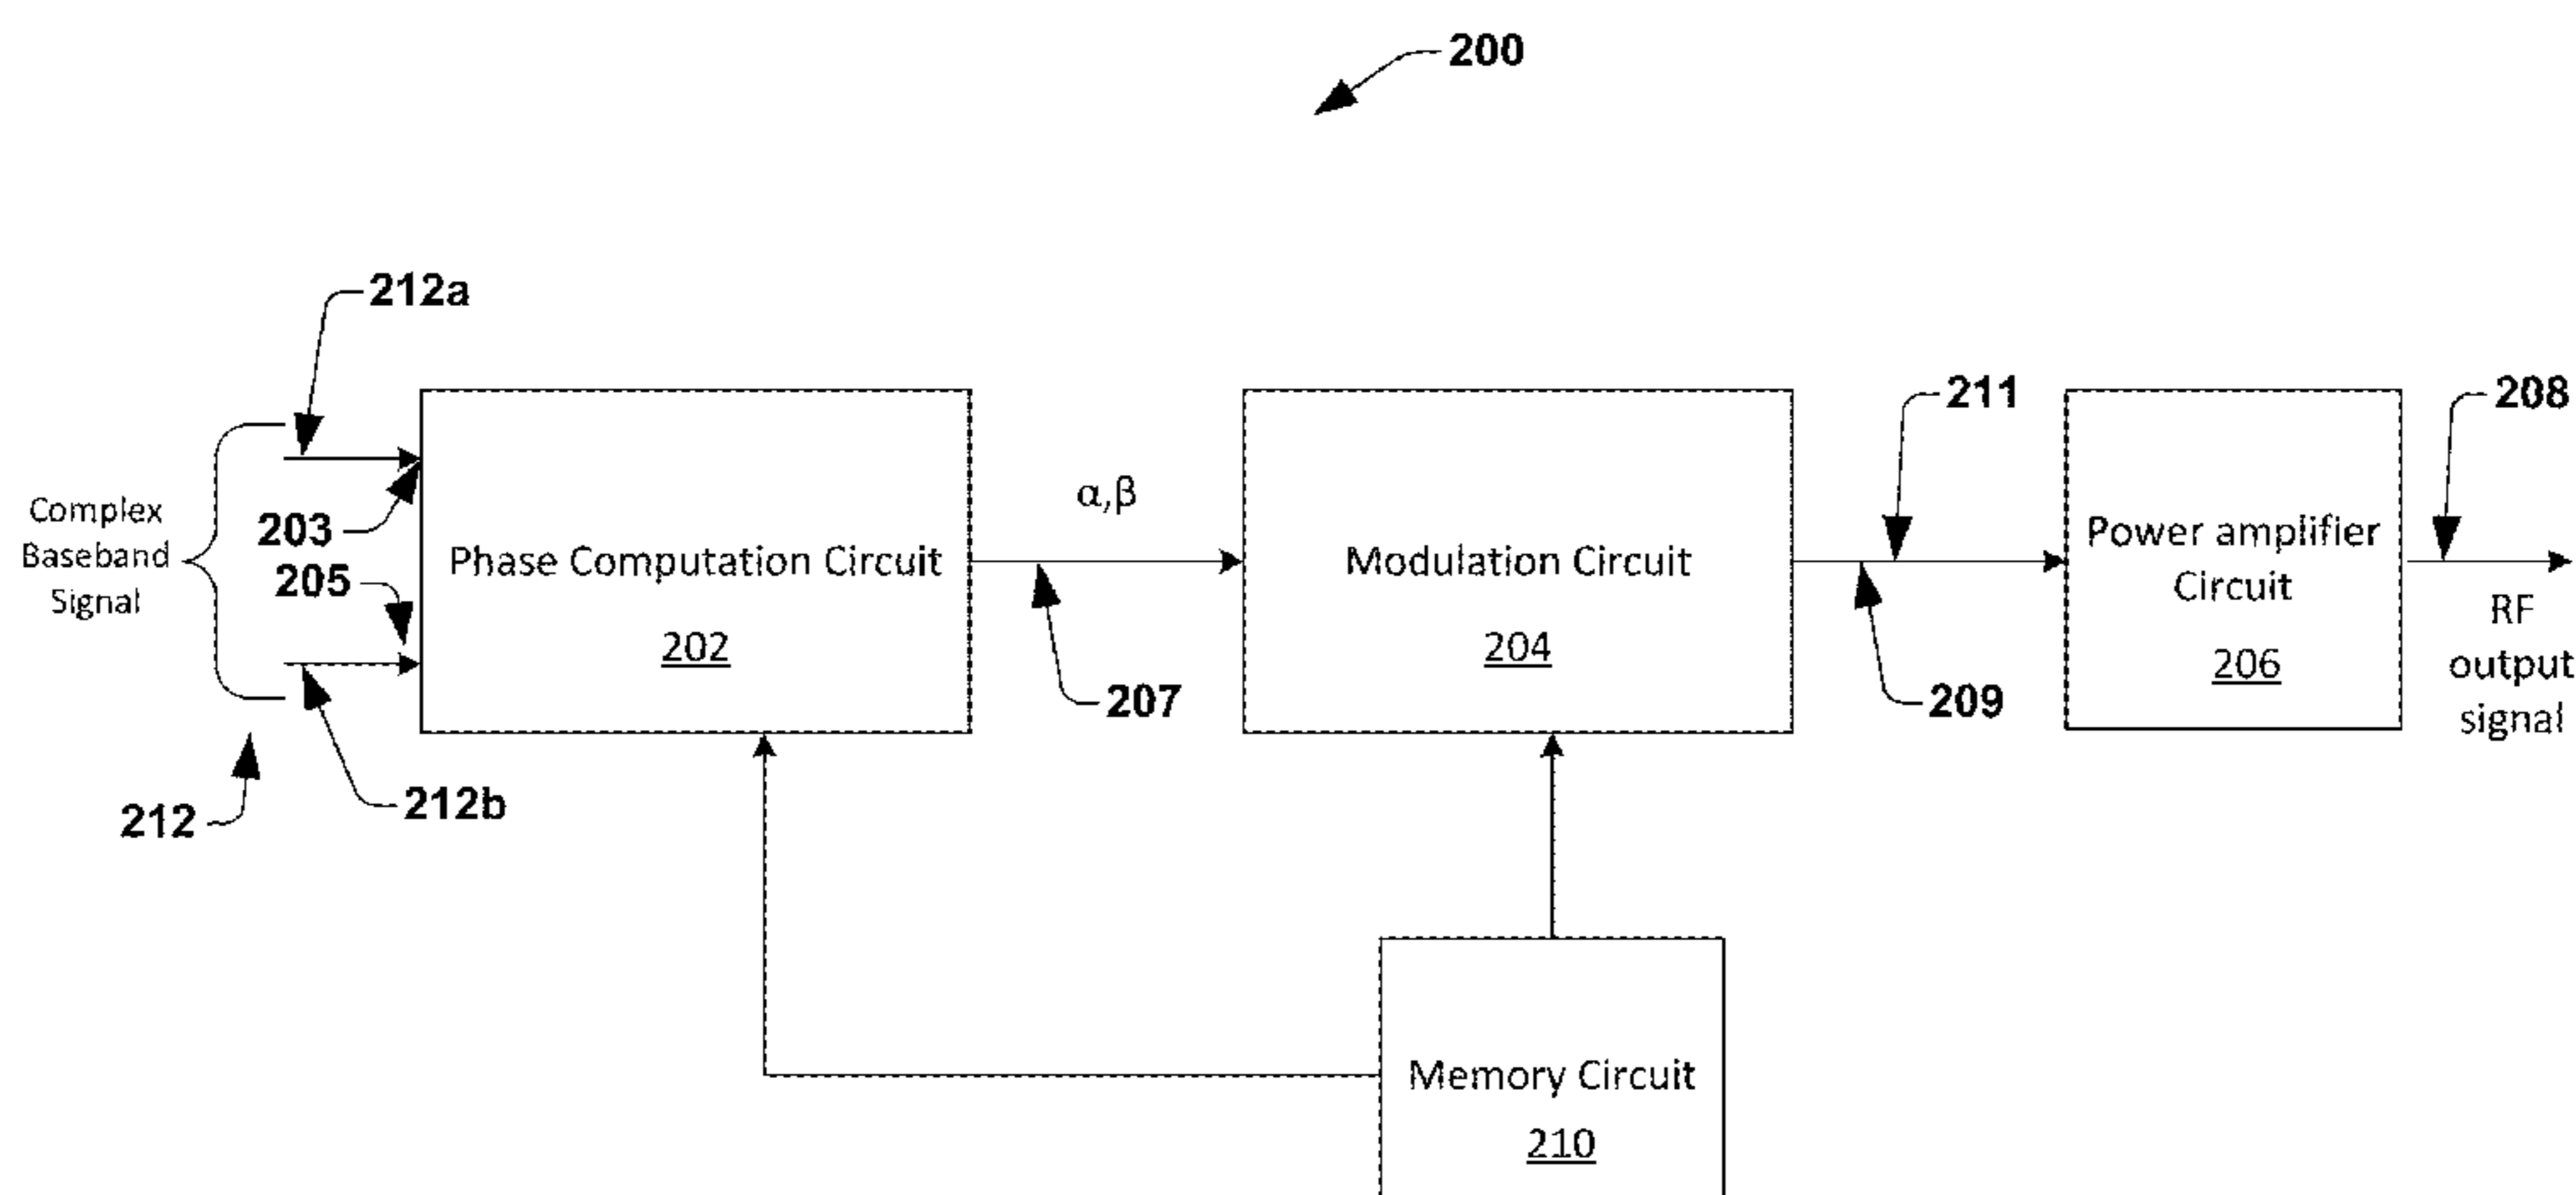 200
212a
211
208
Complex
Baseband
Signal
203
205
Phase Computation Circuit
202
α,β
207
Modulation Circuit
204
209
Power amplifier
Circuit
206
RF
output
signal
212
212b
Memory Circuit
210